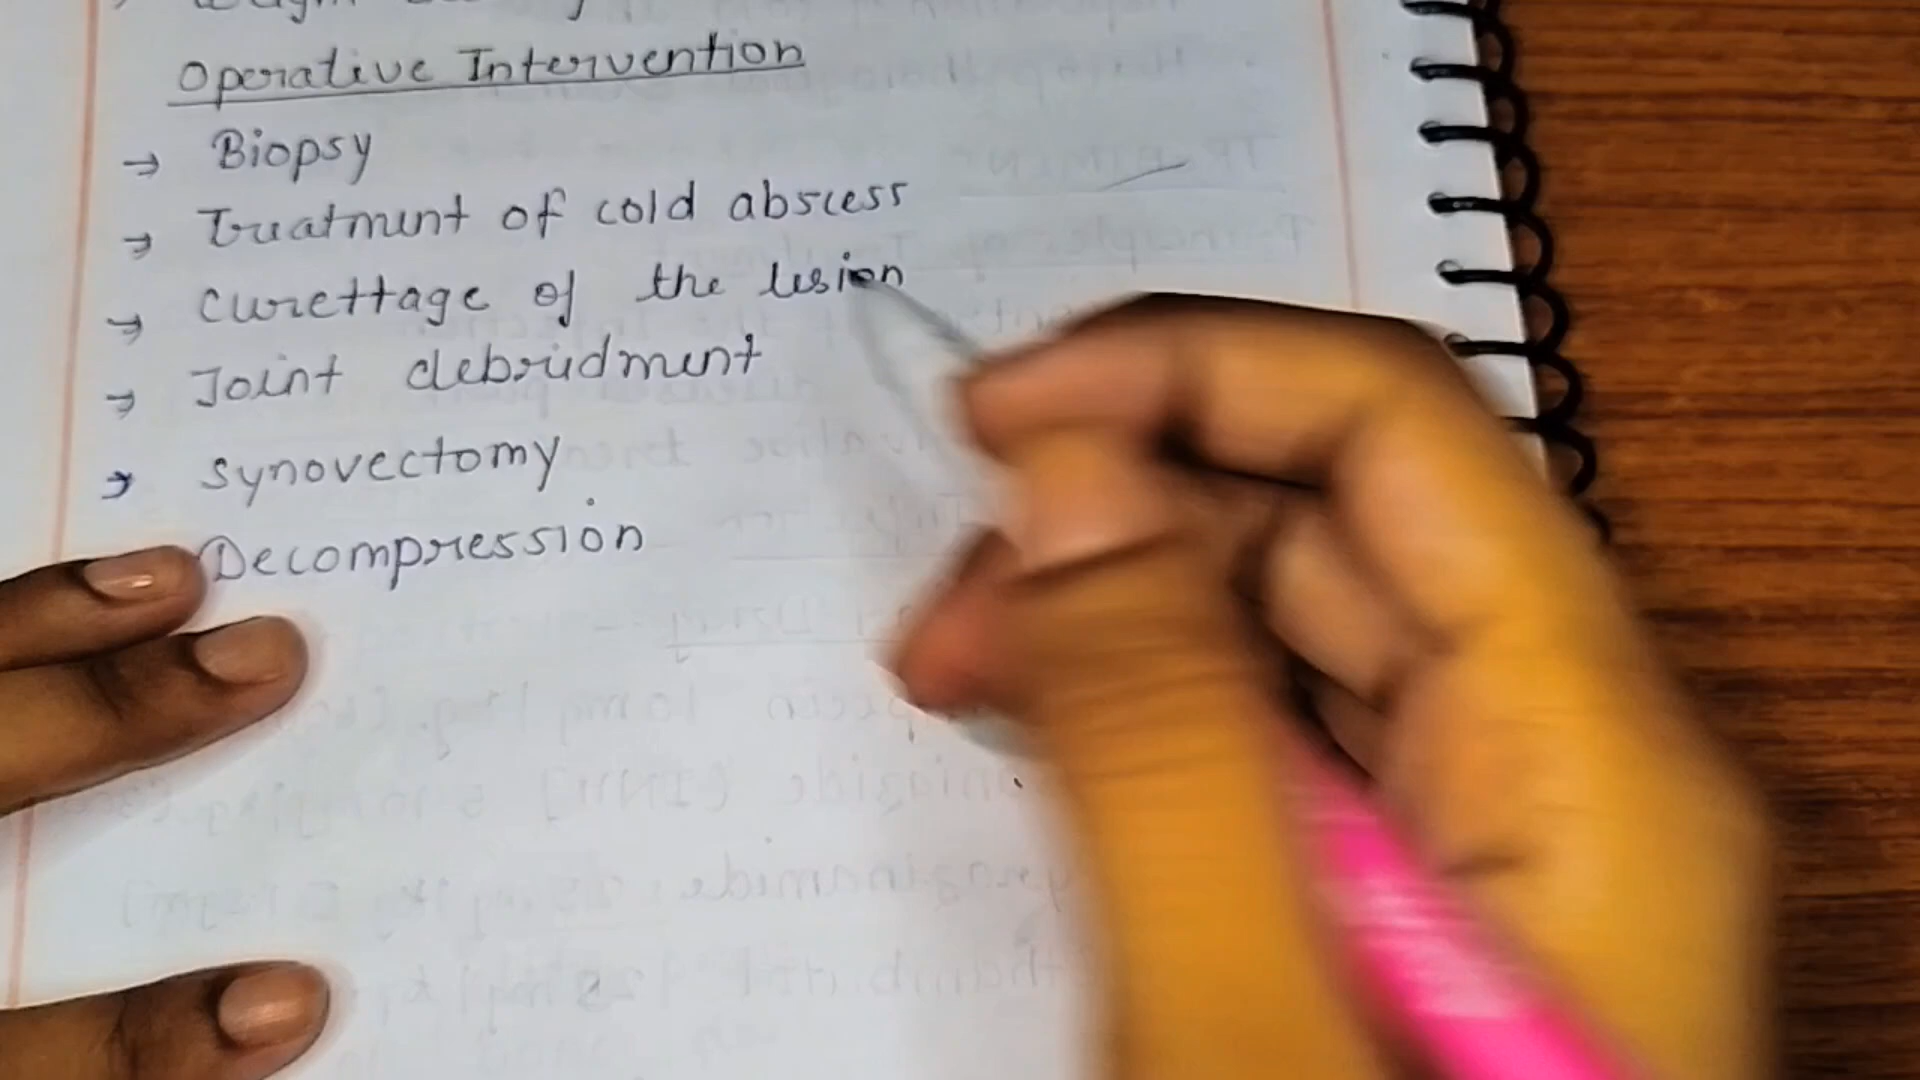 Operative Intervention
→ Biopsy
→ Treatment of cold abscess
→ Curettage of the lesion
→ Joint debridment
→ Synovectomy
Decompression